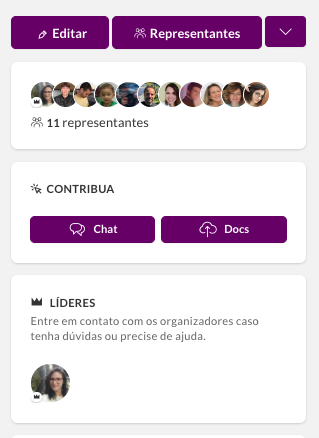 Editar
Representantes
11 representantes
CONTRIBUA
Chat
Docs
LÍDERES
Entre em contato com os organizadores caso
tenha dúvidas ou precise de ajuda.